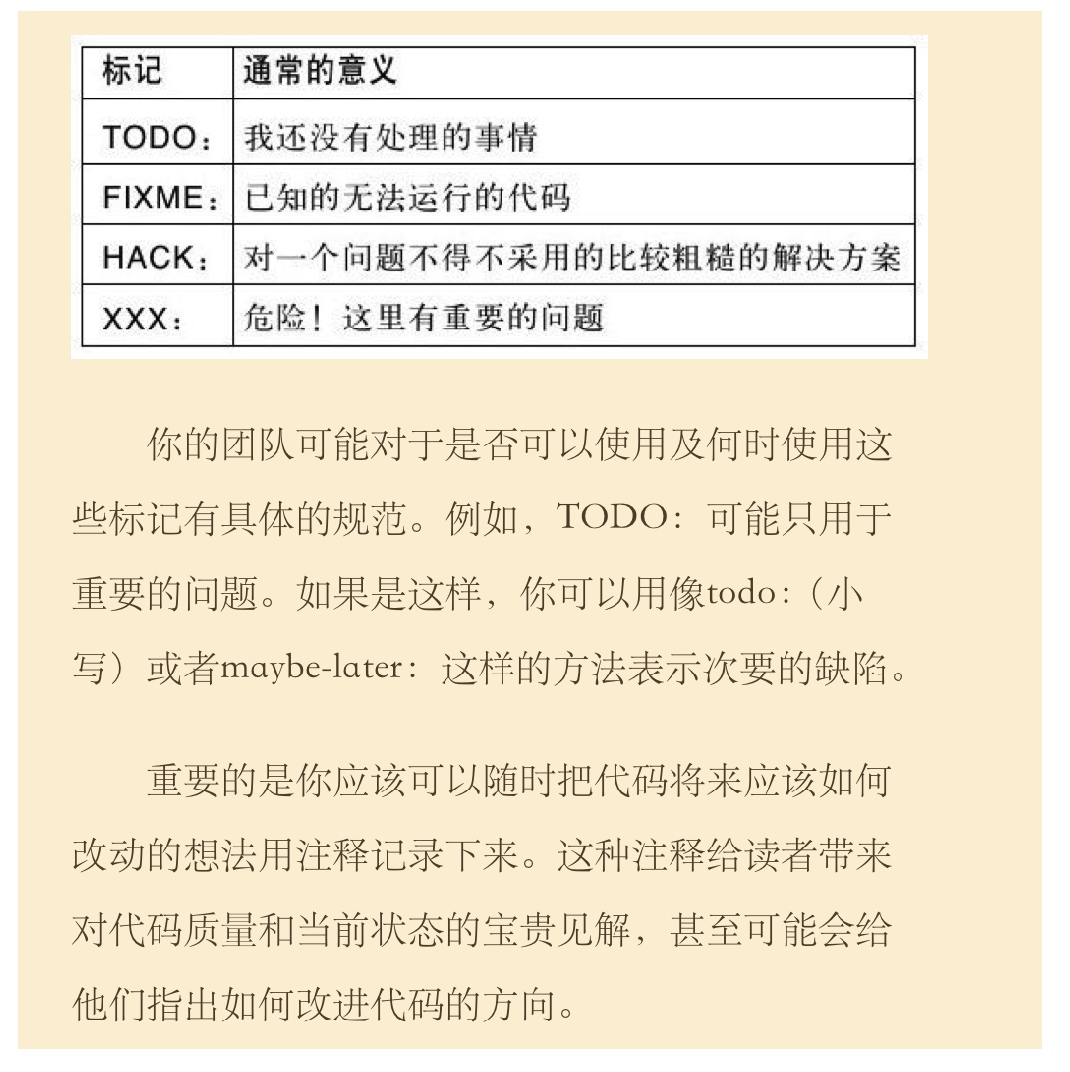 标记 通常的意义
TODO： 我还没有处理的事情
FIXME： 已知的无法运行的代码
HACK： 对一个问题不得不采用的比较粗糙的解决方案
XXX： 危险！这里有重要的问题
你的团队可能对于是否可以使用及何时使用这
些标记有具体的规范。例如，TODO：可能只用于
重要的问题。如果是这样，你可以用像todo：（小
写）或者maybe-later：这样的方法表示次要的缺陷。
重要的是你应该可以随时把代码将来应该如何
改动的想法用注释记录下来。这种注释给读者带来
对代码质量和当前状态的宝贵见解，甚至可能会给
他们指出如何改进代码的方向。